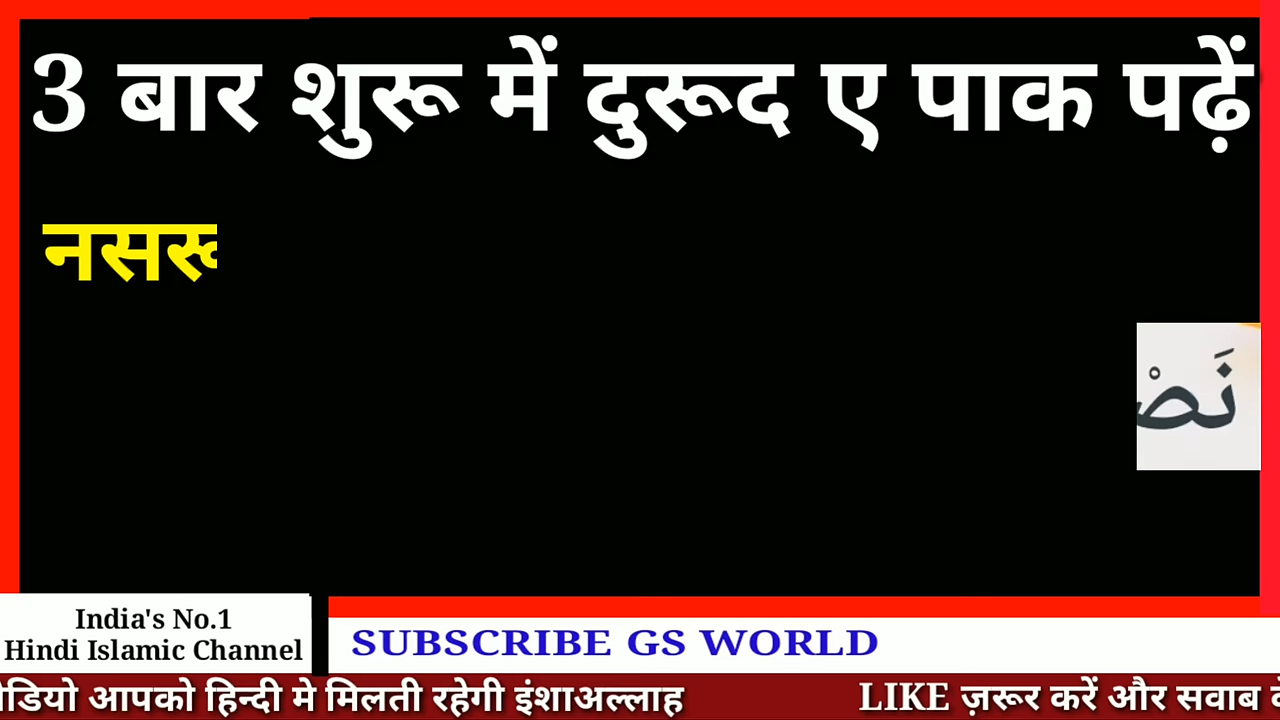 3 बार शुरू में दुरूद ए पाक पढ़ें
نَصْ
India's No.1
Hindi Islamic Channel
SUBSCRIBE GS WORLD
आपको हिन्दी मे मिलती रहेगी इंशाअल्लाह
LIKE ज़रूर करें और सवाब